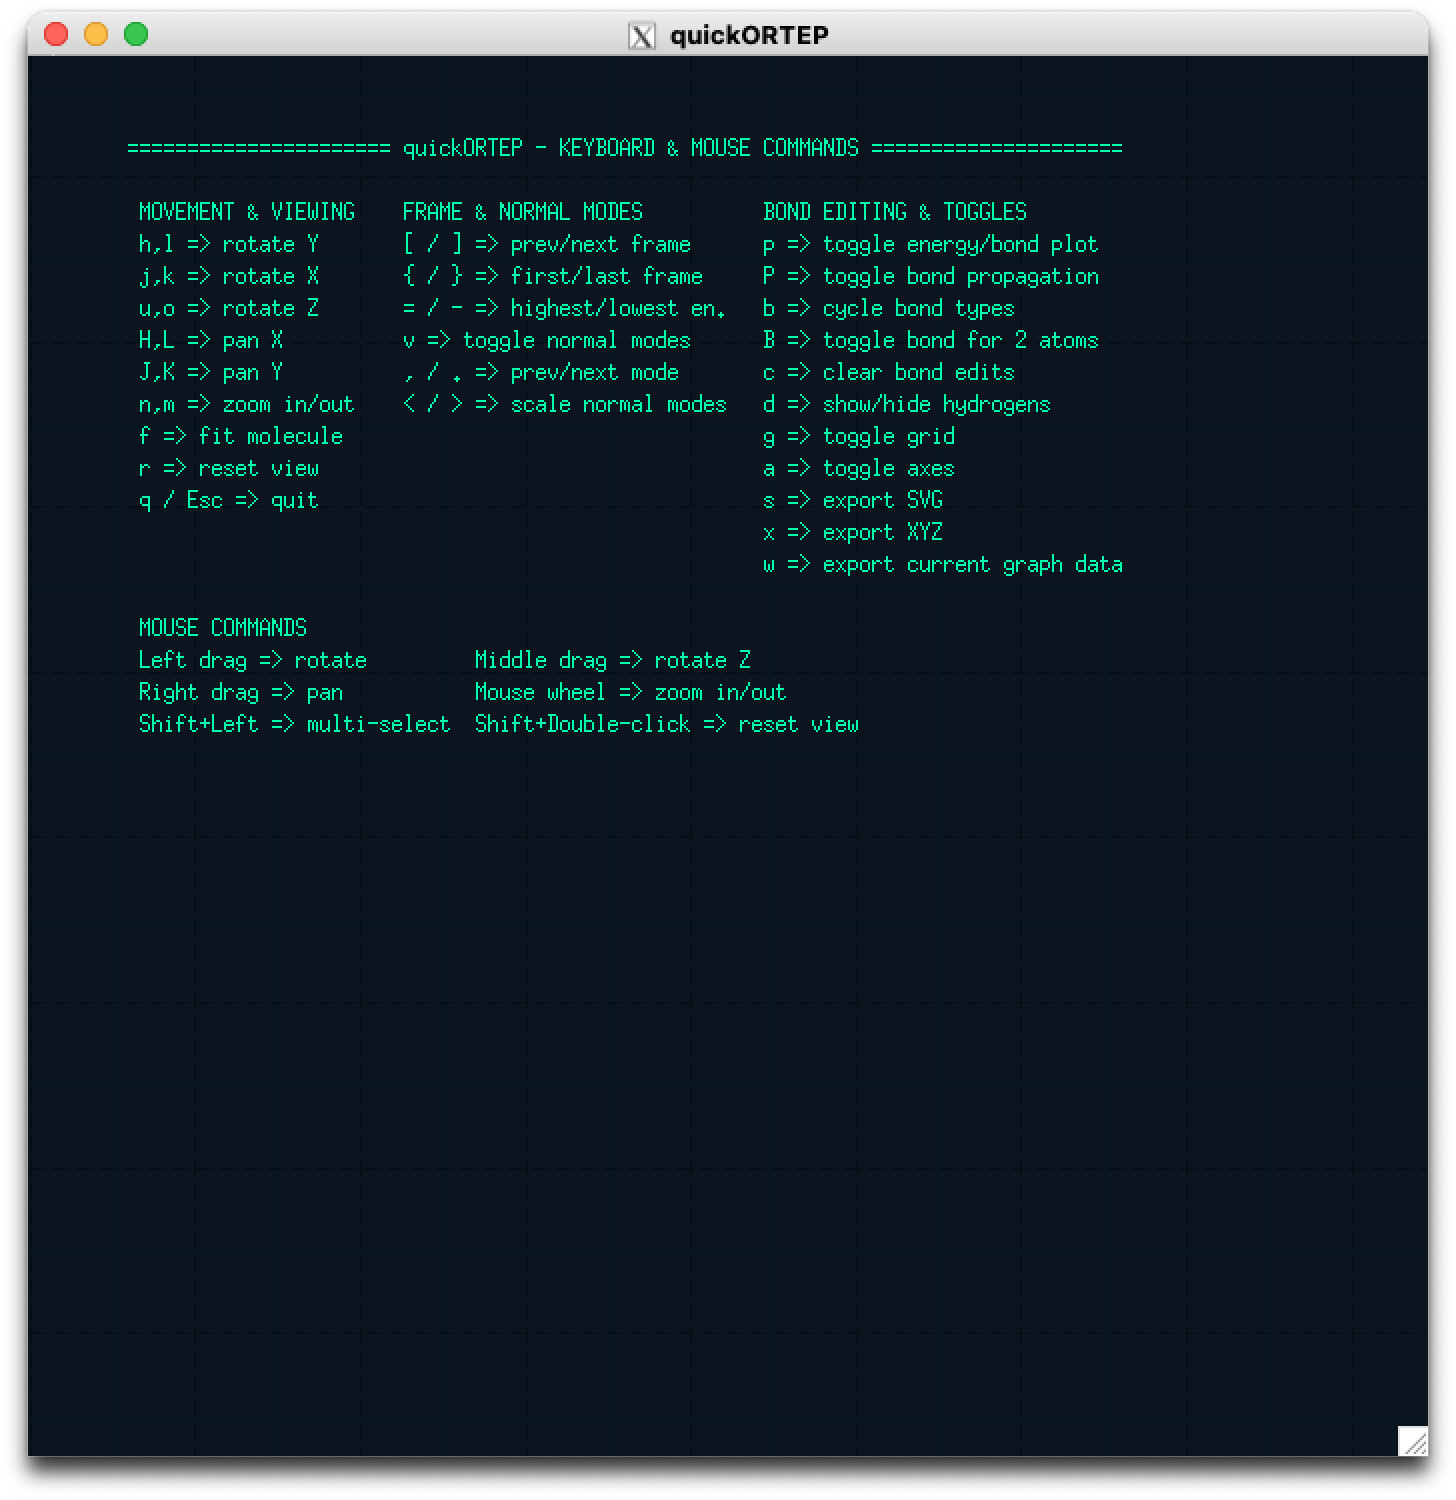 quickORTEP
====================== quickORTEP - KEYBOARD & MOUSE COMMANDS =====================
MOVEMENT & VIEWING    FRAME & NORMAL MODES          BOND EDITING & TOGGLES
h,l => rotate Y       [ / ] => prev/next frame      p => toggle energy/bond plot
j,k => rotate X       { / } => first/last frame     P => toggle bond propagation
u,o => rotate Z       = / - => highest/lowest en.   b => cycle bond types
H,L => pan X          v => toggle normal modes      B => toggle bond for 2 atoms
J,K => pan Y          , / . => prev/next mode       c => clear bond edits
n,m => zoom in/out    < / > => scale normal modes   d => show/hide hydrogens
f => fit molecule                                   g => toggle grid
r => reset view                                     a => toggle axes
q / Esc => quit                                     s => export SVG
x => export XYZ
w => export current graph data
MOUSE COMMANDS
Left drag => rotate         Middle drag => rotate Z
Right drag => pan           Mouse wheel => zoom in/out
Shift+Left => multi-select  Shift+Double-click => reset view